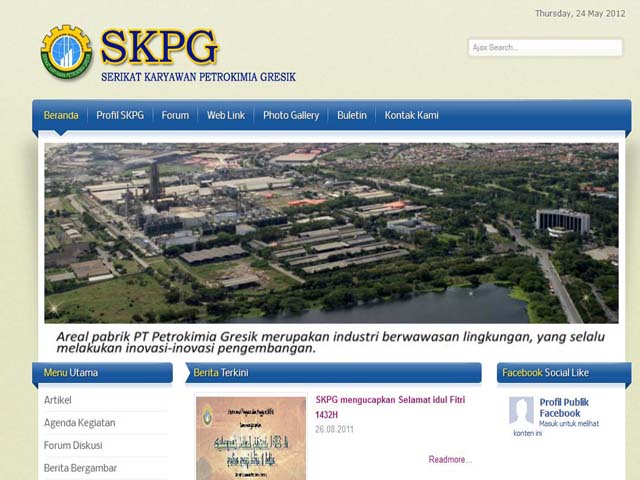 Thursday, 24 May 2012
SKPG
SERIKAT KARYAWAN PETROKIMIA GRESIK
Ajax Search...
Beranda Profil SKPG Forum Web Link Photo Gallery Buletin Kontak Kami
Areal pabrik PT Petrokimia Gresik merupakan industri berwawasan lingkungan, yang selalu
melakukan inovasi-inovasi pengembangan.
Menu Utama
Artikel
Agenda Kegiatan
Forum Diskusi
Berita Bergambar
Berita Terkini
SKPG mengucapkan Selamat idul Fitri
1432H
26.08.2011
Readmore...
Facebook Social Like
Profil Publik
Facebook
Masuk untuk melihat
konten ini